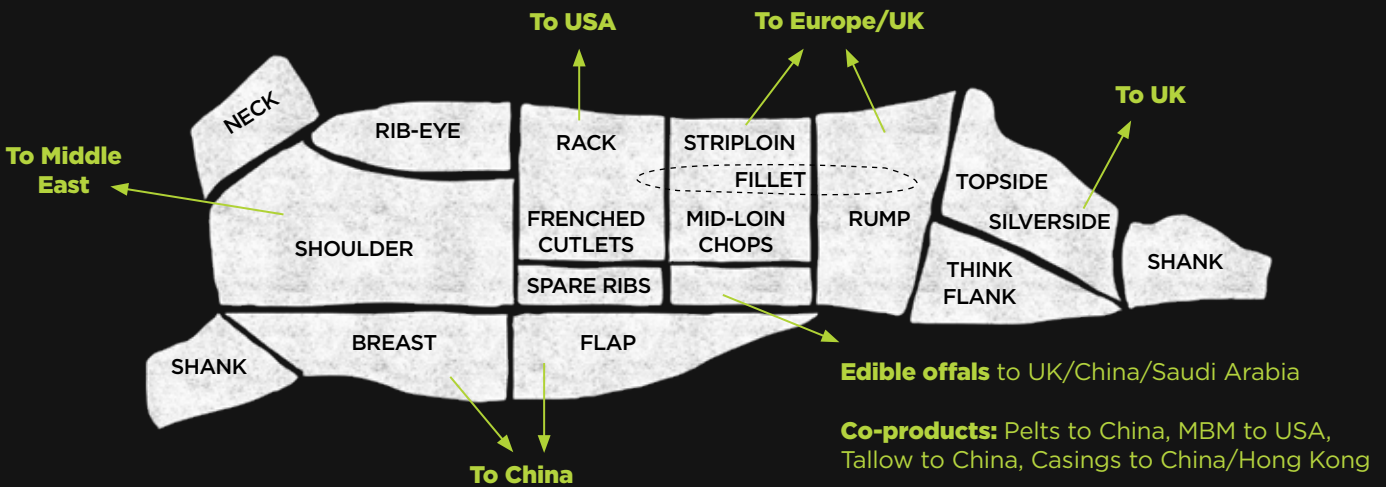 To USA
To Europe/UK
To UK
NECK
RIB-EYE
RACK
STRIPLOIN
To Middle
East
FILLET
TOPSIDE
SHOULDER
FRENCHED
CUTLETS
MID-LOIN
CHOPS
RUMP
SILVERSIDE
SHANK
THINK
FLANK
SPARE RIBS
SHANK
BREAST
FLAP
Edible offals to UK/China/Saudi Arabia
Co-products: Pelts to China, MBM to USA,
Tallow to China, Casings to China/Hong Kong
To China